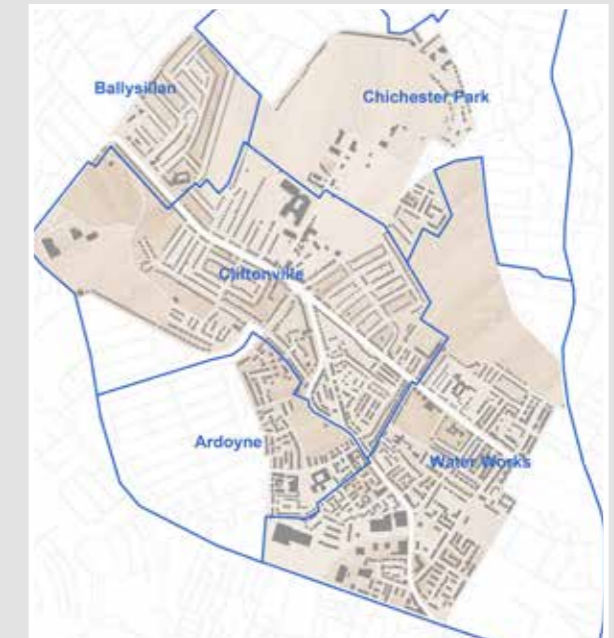 Ballysillan
Chichester Park
Cliftonville
Ardoyne
Water Works